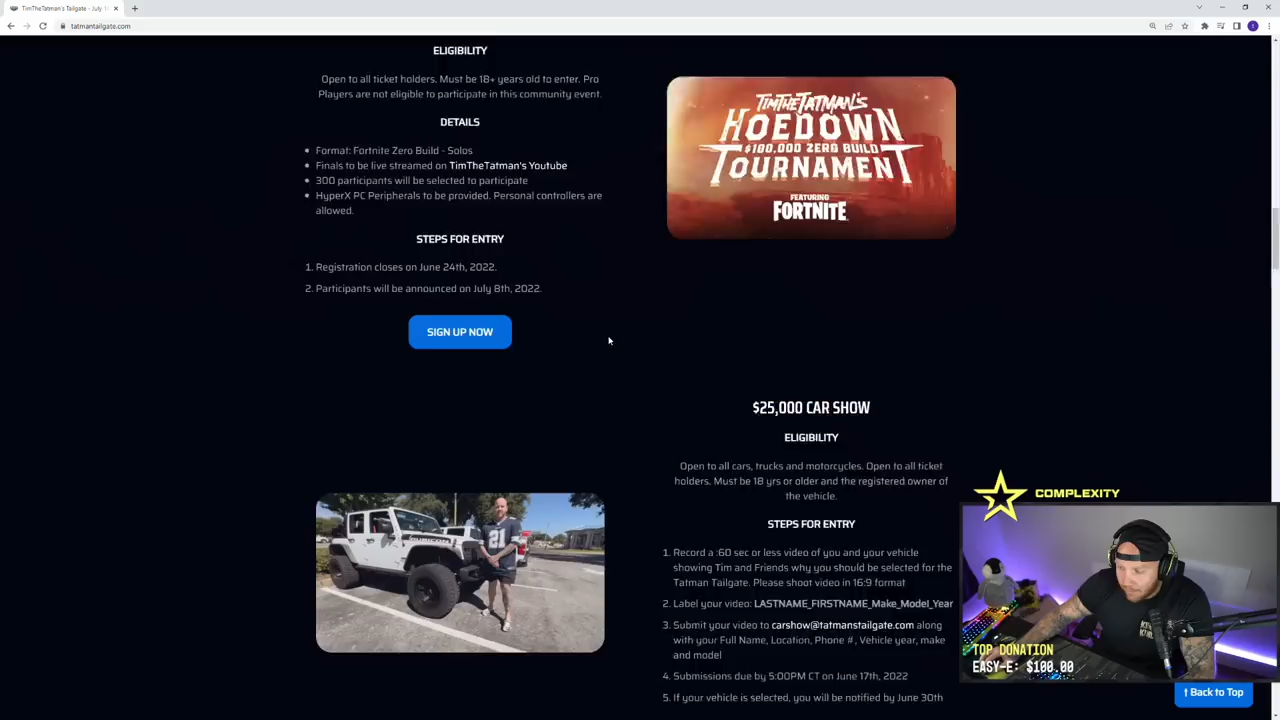 TimTheTatman's Tailgate - July 1
tatmantailgate.com
ELIGIBILITY
Open to all ticket holders. Must be 18+ years old to enter. Pro
Players are not eligible to participate in this community event.
DETAILS
Format: Fortnite Zero Build - Solos
Finals to be live streamed on TimTheTatman's Youtube
300 participants will be selected to participate
HyperX PC Peripherals to be provided. Personal controllers are
allowed.
STEPS FOR ENTRY
1. Registration closes on June 24th, 2022.
2. Participants will be announced on July 8th, 2022.
SIGN UP NOW
TIMTHETATMAN'S
HOEDOWN
$100,000 ZERO BUILD
TOURNAMENT
FEATURING
FORTNITE
$25,000 CAR SHOW
ELIGIBILITY
Open to all cars, trucks and motorcycles. Open to all ticket
holders. Must be 18 yrs or older and the registered owner of
the vehicle.
STEPS FOR ENTRY
1. Record a :60 sec or less video of you and your vehicle
showing Tim and Friends why you should be selected for the
Tatman Tailgate. Please shoot video in 16:9 format
2. Label your video: LASTNAME_FIRSTNAME_Make_Model_Year
3. Submit your video to carshow@tatmanstailgate.com along
with your Full Name, Location, Phone #, Vehicle year, make
and model
4. Submissions due by 5:00PM CT on June 17th, 2022
5. If your vehicle is selected, you will be notified by June 30th
21
RUBICON
COMPLEXITY
TOP DONATION
EASY-E: $100.00
Back to Top